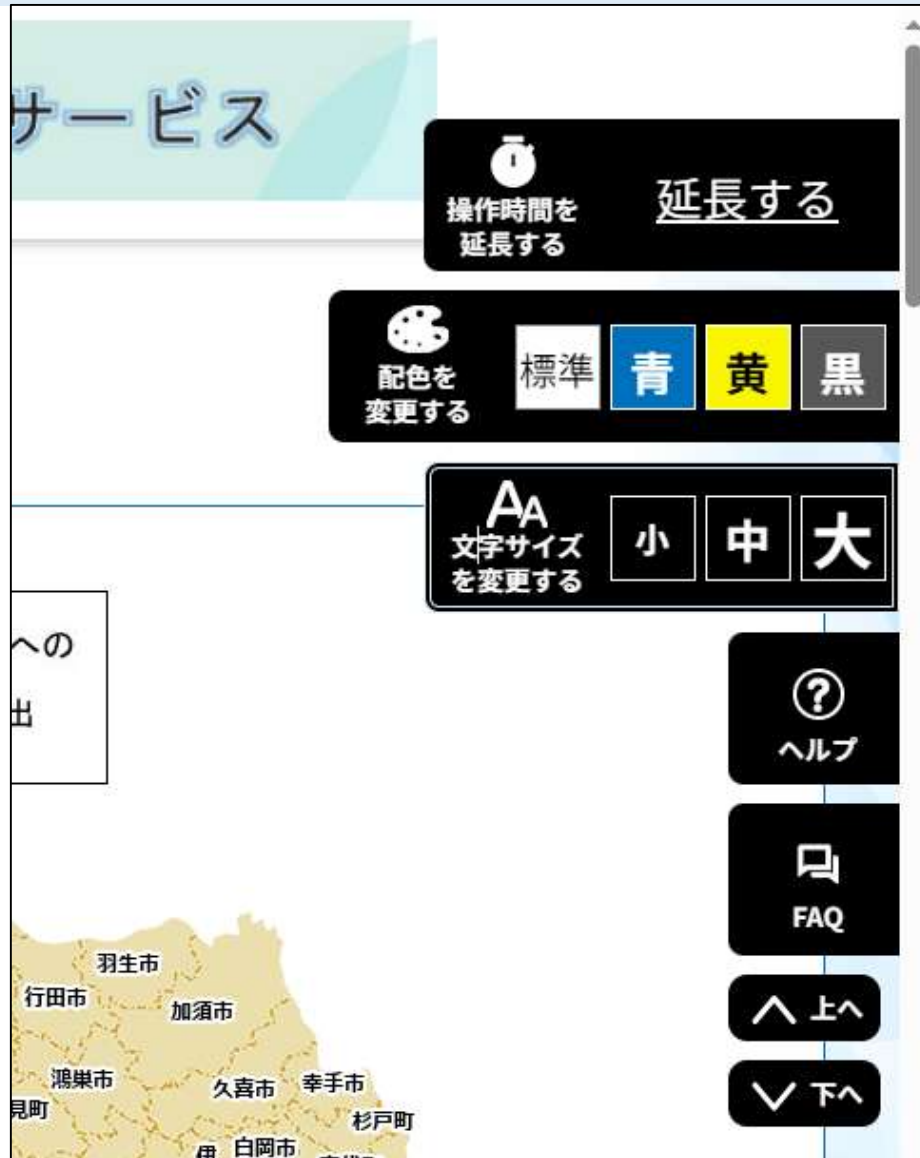 サービス
操作時間を
延長する
延長する
配色を
変更する
標準
青
黄
黒
AA
文字サイズ
を変更する
小
中
大
への
出
?
ヘルプ
FAQ
上へ
下へ
羽生市
行田市
加須市
鴻巣市
久喜市
幸手市
見町
杉戸町
伊
白岡市